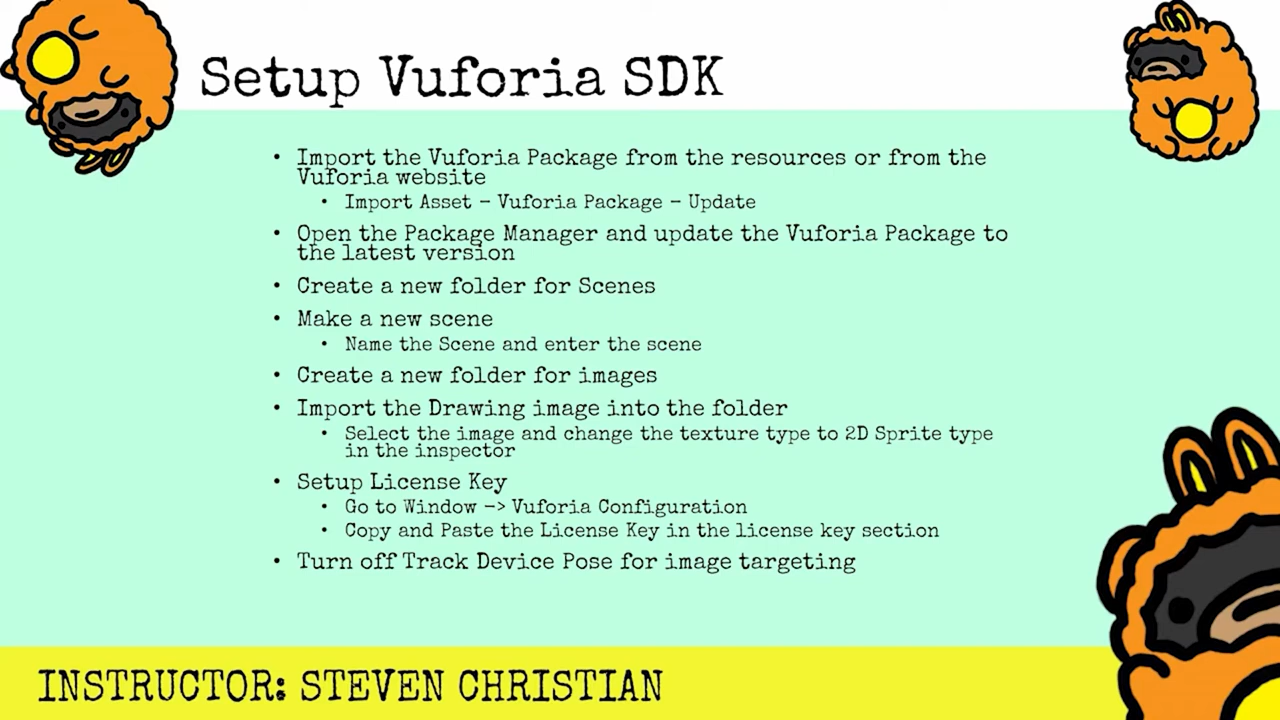 Setup Vuforia SDK
• Import the Vuforia Package from the resources or from the
Vuforia website
• Import Asset – Vuforia Package – Update
• Open the Package Manager and update the Vuforia Package to
the latest version
• Create a new folder for Scenes
• Make a new scene
• Name the Scene and enter the scene
• Create a new folder for images
• Import the Drawing image into the folder
• Select the image and change the texture type to 2D Sprite type
in the inspector
• Setup License Key
• Go to Window -> Vuforia Configuration
• Copy and Paste the License Key in the license key section
• Turn off Track Device Pose for image targeting
INSTRUCTOR: STEVEN CHRISTIAN